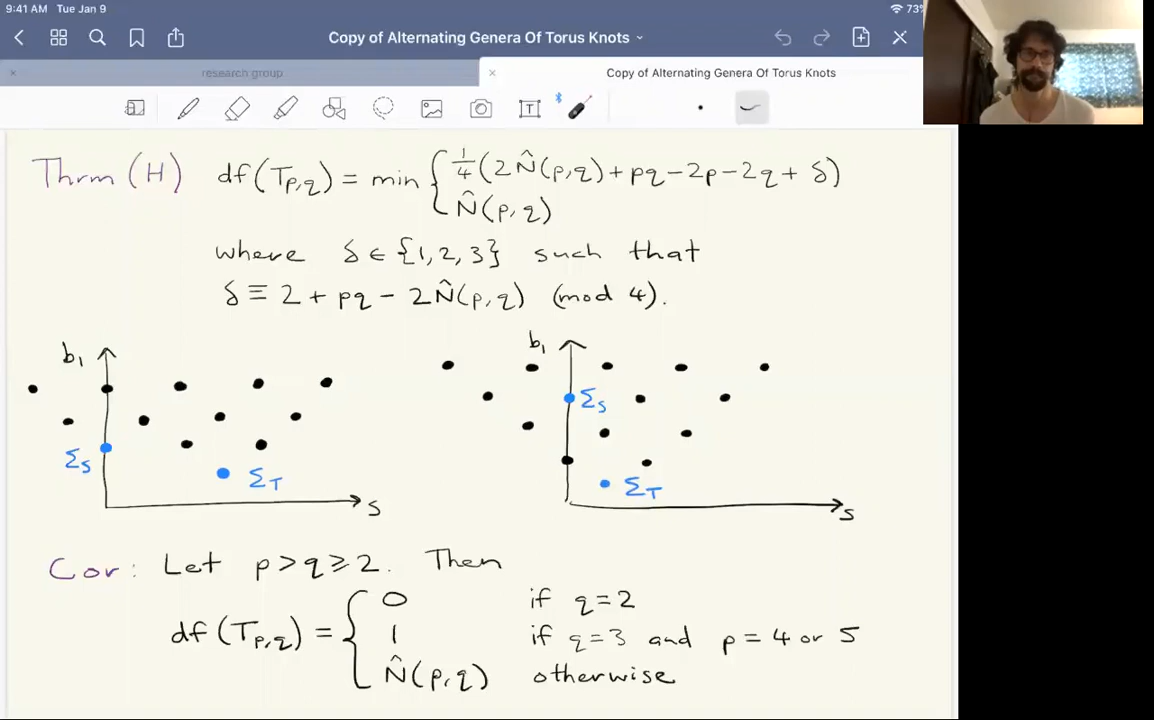 9:41 AM Tue Jan 9
73%
Copy of Alternating Genera Of Torus Knots
research group
Copy of Alternating Genera Of Torus Knots
T
Thrm (H) df(T_{p,q}) = min { ¼(2N̂(p,q) + pq - 2p - 2q + δ)
N̂(p,q)
where δ ∈ {1, 2, 3} such that
δ ≡ 2 + pq - 2N̂(p,q) (mod 4).
b₁
Σ_S
Σ_T
s
b₁
Σ_S
Σ_T
s
Cor: Let p > q ⩾ 2. Then
0 if q = 2
df(T_{p,q}) = { 1 if q = 3 and p = 4 or 5
N̂(p,q) otherwise